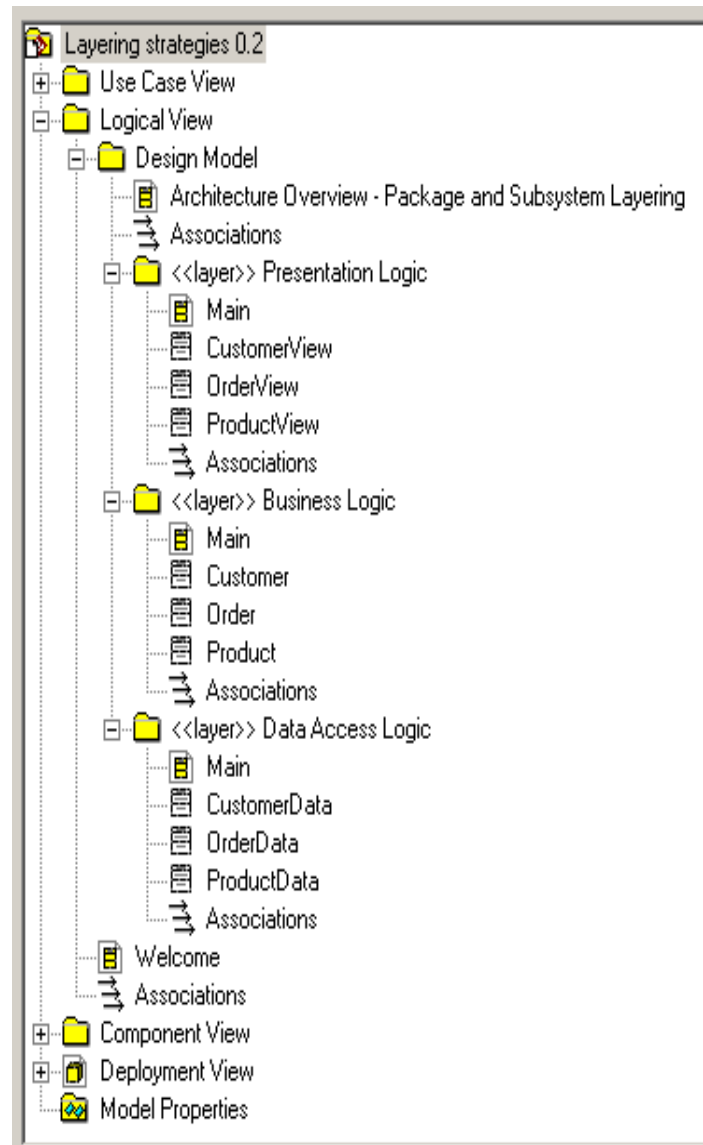 Layering strategies 0.2
Use Case View
Logical View
Design Model
Architecture Overview - Package and Subsystem Layering
Associations
<<layer>> Presentation Logic
Main
CustomerView
OrderView
ProductView
Associations
<<layer>> Business Logic
Main
Customer
Order
Product
Associations
<<layer>> Data Access Logic
Main
CustomerData
OrderData
ProductData
Associations
Welcome
Associations
Component View
Deployment View
Model Properties